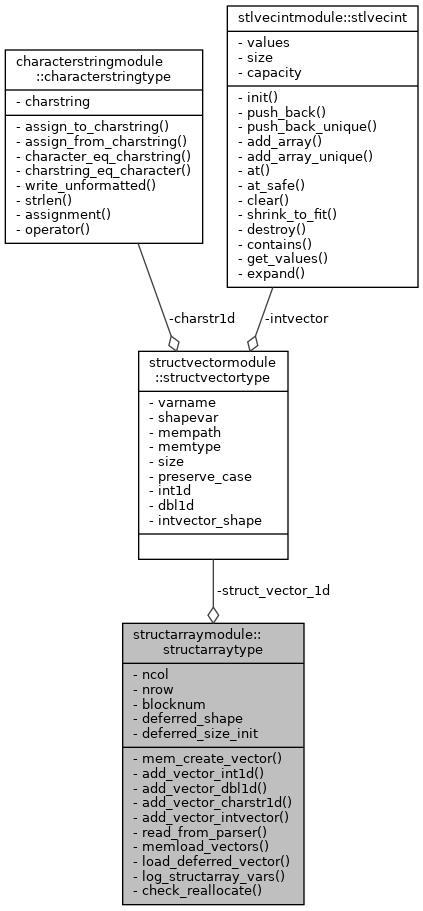 characterstringmodule
::characterstringtype
- charstring
- assign_to_charstring()
- assign_from_charstring()
- character_eq_charstring()
- charstring_eq_character()
- write_unformatted()
- strlen()
- assignment()
- operator()
stlvecintmodule::stlvecint
- values
- size
- capacity
- init()
- push_back()
- push_back_unique()
- add_array()
- add_array_unique()
- at()
- at_safe()
- clear()
- shrink_to_fit()
- destroy()
- contains()
- get_values()
- expand()
-charstr1d
-intvector
structvectormodule
::structvectortype
- varname
- shapevar
- mempath
- memtype
- size
- preserve_case
- int1d
- dbl1d
- intvector_shape
-struct_vector_1d
structarraymodule::
structarraytype
- ncol
- nrow
- blocknum
- deferred_shape
- deferred_size_init
- mem_create_vector()
- add_vector_int1d()
- add_vector_dbl1d()
- add_vector_charstr1d()
- add_vector_intvector()
- read_from_parser()
- memload_vectors()
- load_deferred_vector()
- log_structarray_vars()
- check_reallocate()